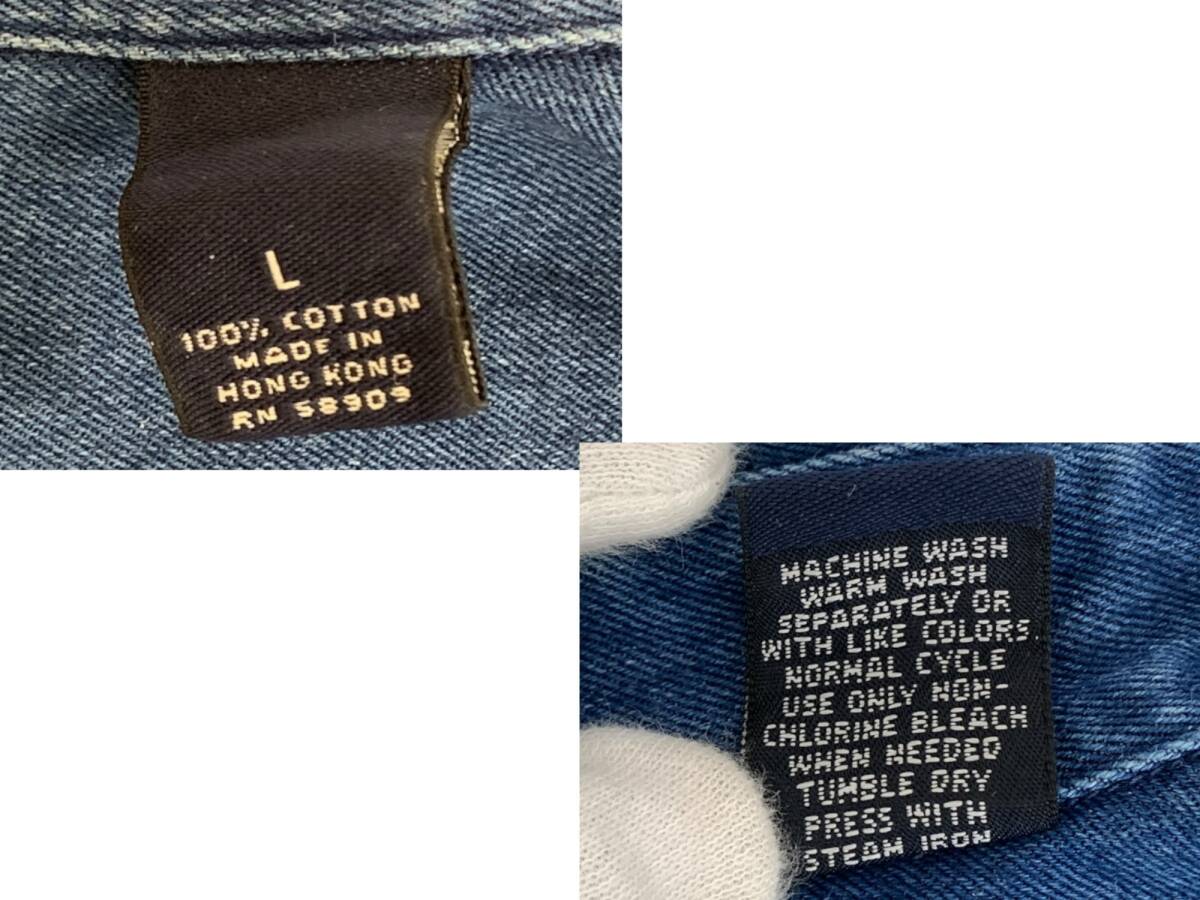 L
100% COTTON
MADE IN
HONG KONG
RN 58909
MACHINE WASH
WARM WASH
SEPARATELY OR
WITH LIKE COLORS.
NORMAL CYCLE
USE ONLY NON-
CHLORINE BLEACH
WHEN NEEDED
TUMBLE DRY
PRESS WITH
STEAM IRON